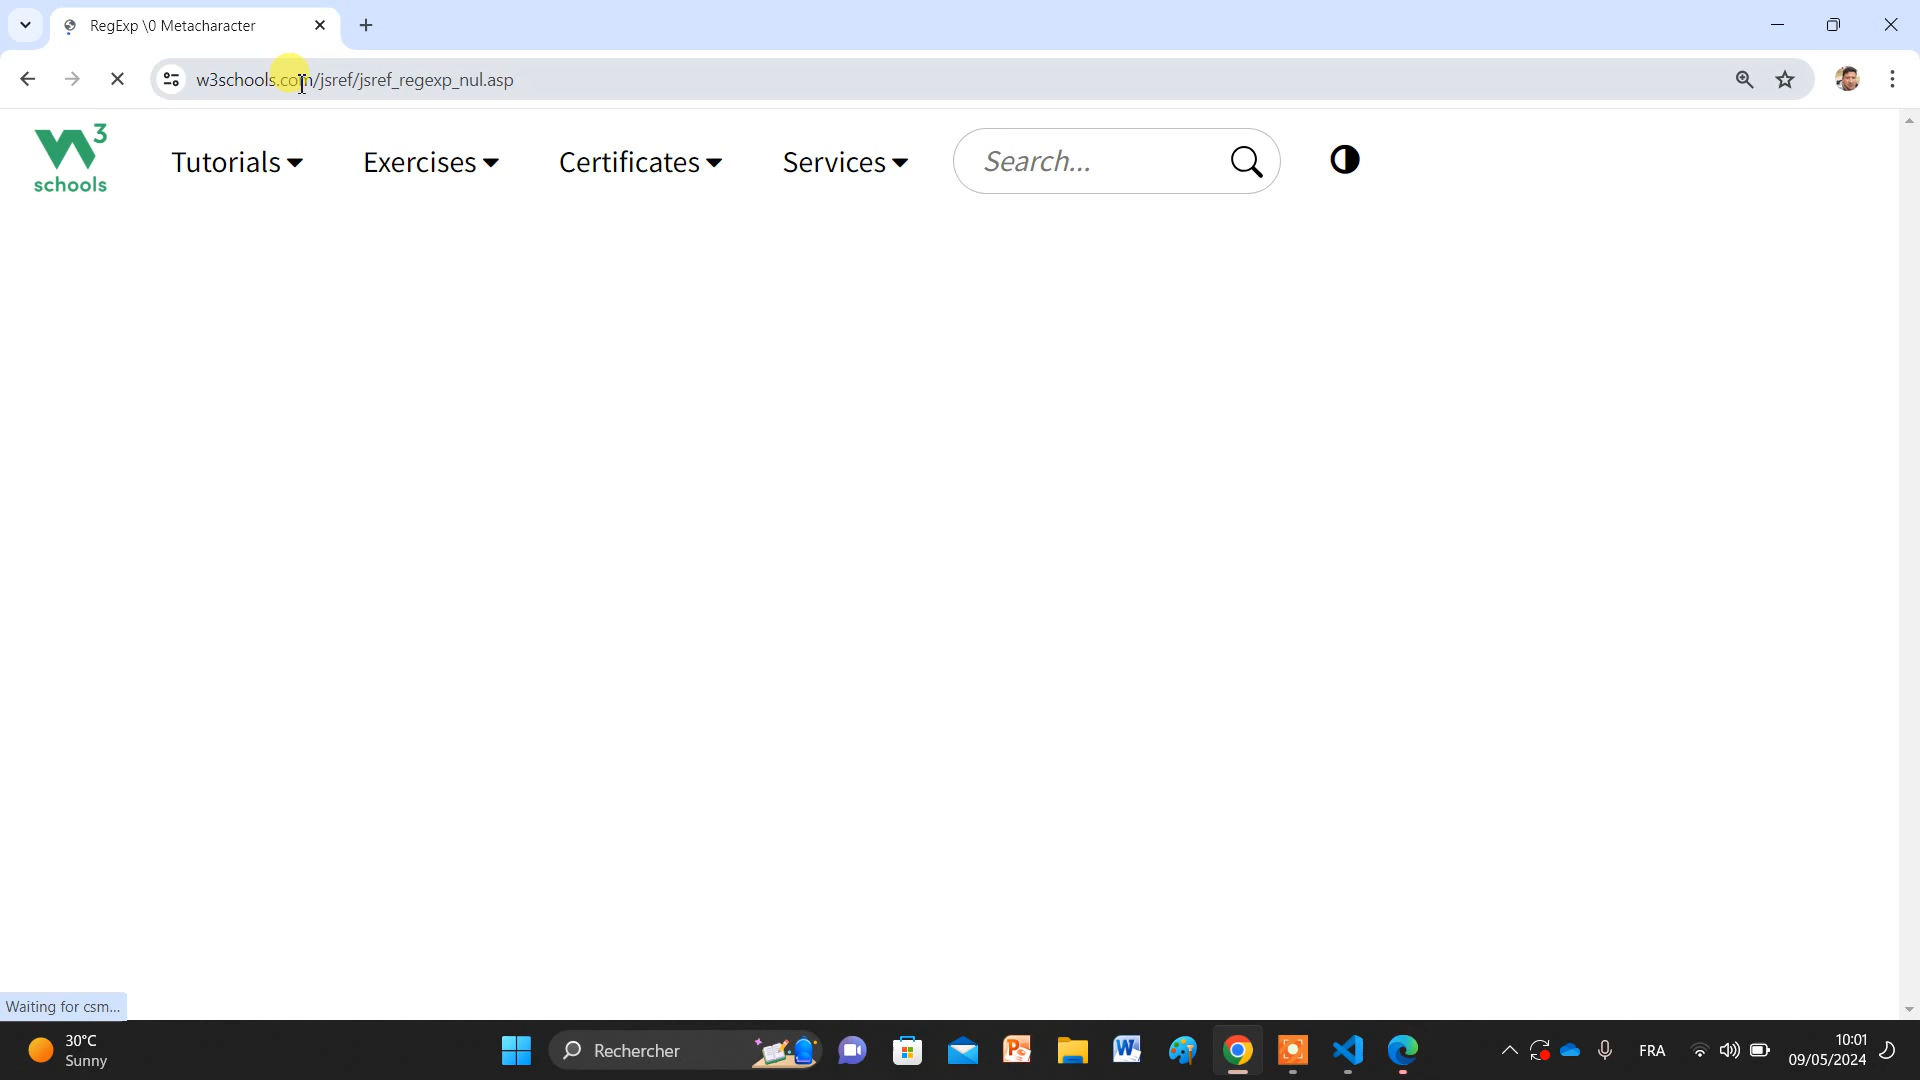 RegExp \0 Metacharacter
w3schools.com/jsref/jsref_regexp_nul.asp
W3 schools
Tutorials
Exercises
Certificates
Services
Search...
Waiting for csm...
30°C
Sunny
Rechercher
FRA
10:01
09/05/2024